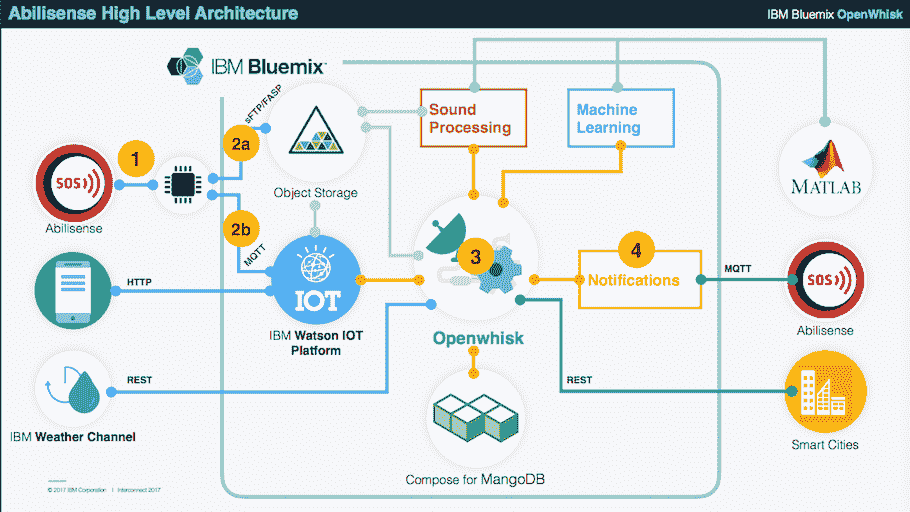 Abilisense High Level Architecture
IBM Bluemix OpenWhisk
IBM Bluemix™
sFTP/FASP
Sound
Processing
Machine
Learning
1
2a
SOS
MATLAB
Object Storage
Abilisense
2b
MQTT
3
4
Notifications
MQTT
SOS
HTTP
IOT
IBM Watson IOT
Platform
Openwhisk
Abilisense
REST
REST
IBM Weather Channel
Smart Cities
Compose for MangoDB
© 2017 IBM Corporation | Interconnect 2017